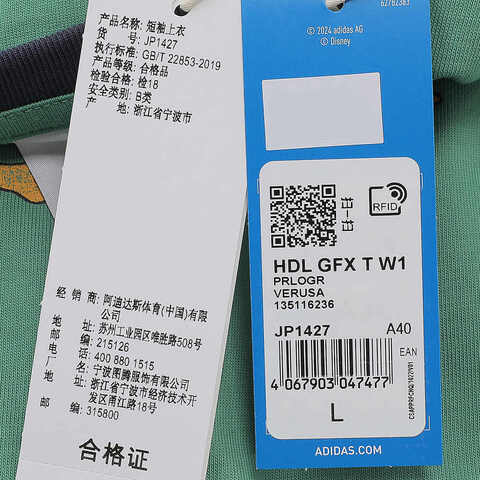 产品名称: 短袖上衣
货 号: JP1427
执行标准: GB/T 22853-2019
产品等级: 合格品
检验合格: 检18
安全类别: B类
产 地: 浙江省宁波市
经 销 商: 阿迪达斯体育(中国)有限
公司
地 址: 苏州工业园区唯胜路508号
邮 编: 215126
电 话: 400 880 1515
厂 名: 宁波图腾服饰有限公司
地 址: 浙江省宁波市经济技术开
发区甬江路18号
邮 编: 315800
合格证
62782383
© 2024 adidas AG
© Disney
RFID
HDL GFX T W1
PRLOGR
VERUSA
135116236
JP1427 A40
EAN
4 067903 047477
L
ADIDAS.COM